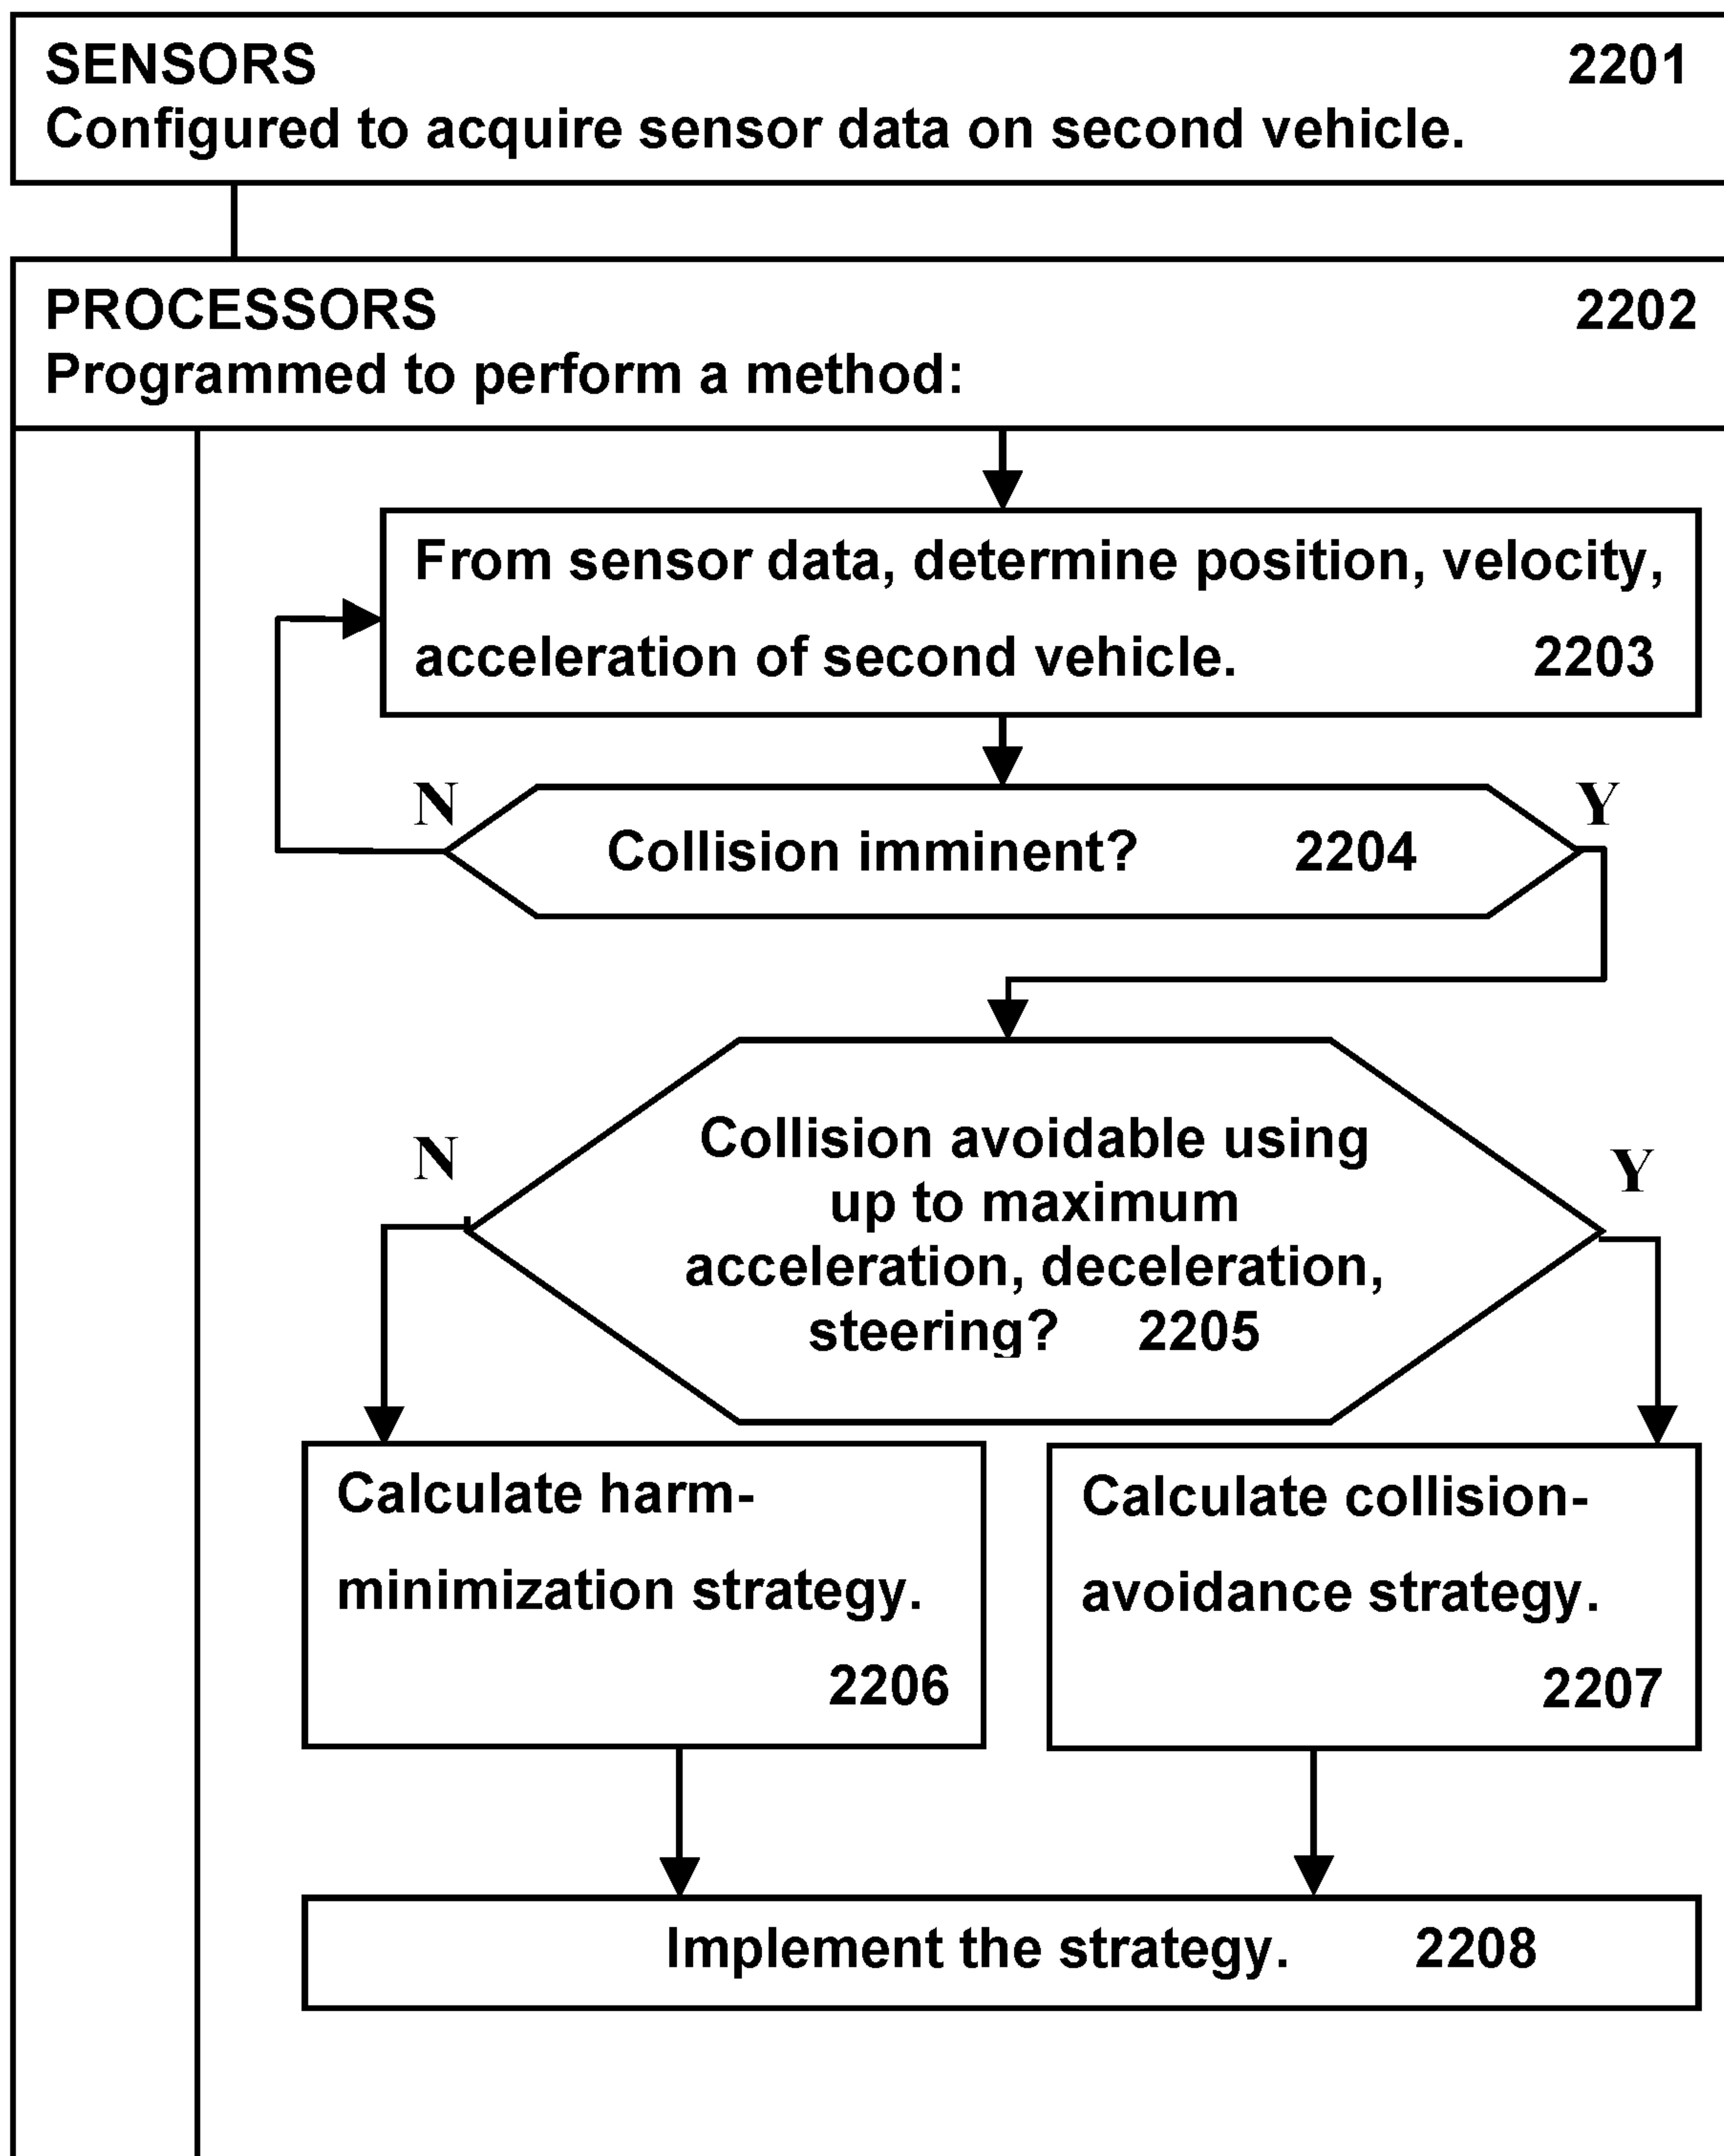 SENSORS 2201
Configured to acquire sensor data on second vehicle.
PROCESSORS 2202
Programmed to perform a method:
From sensor data, determine position, velocity,
acceleration of second vehicle. 2203
N
Y
Collision imminent? 2204
N
Y
Collision avoidable using
up to maximum
acceleration, deceleration,
steering? 2205
Calculate harm-
minimization strategy.
2206
Calculate collision-
avoidance strategy.
2207
Implement the strategy. 2208